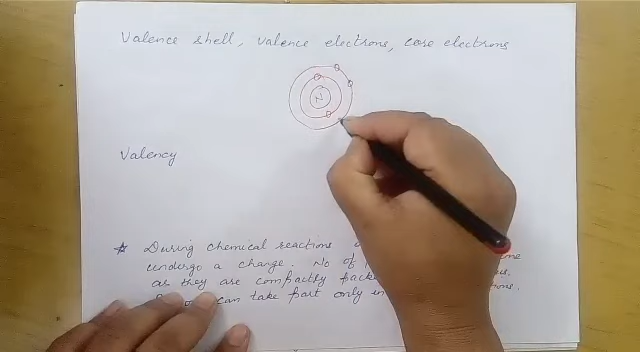 Valence shell, valence electrons, core electrons
N
Valency
* During chemical reactions
undergo a change. No of
as they are compactly
can take part only in